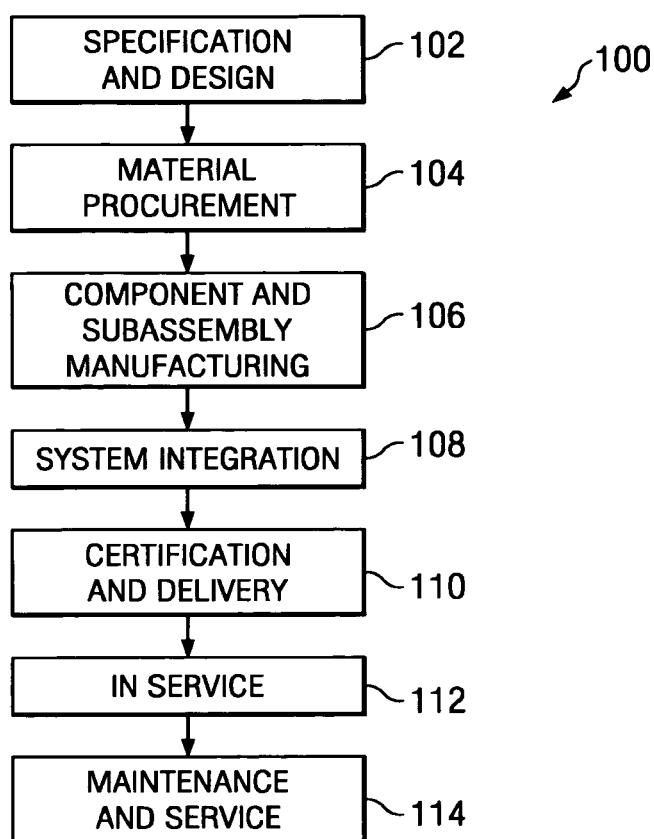 SPECIFICATION
AND DESIGN
102
100
MATERIAL
PROCUREMENT
104
COMPONENT AND
SUBASSEMBLY
MANUFACTURING
106
SYSTEM INTEGRATION
108
CERTIFICATION
AND DELIVERY
110
IN SERVICE
112
MAINTENANCE
AND SERVICE
114